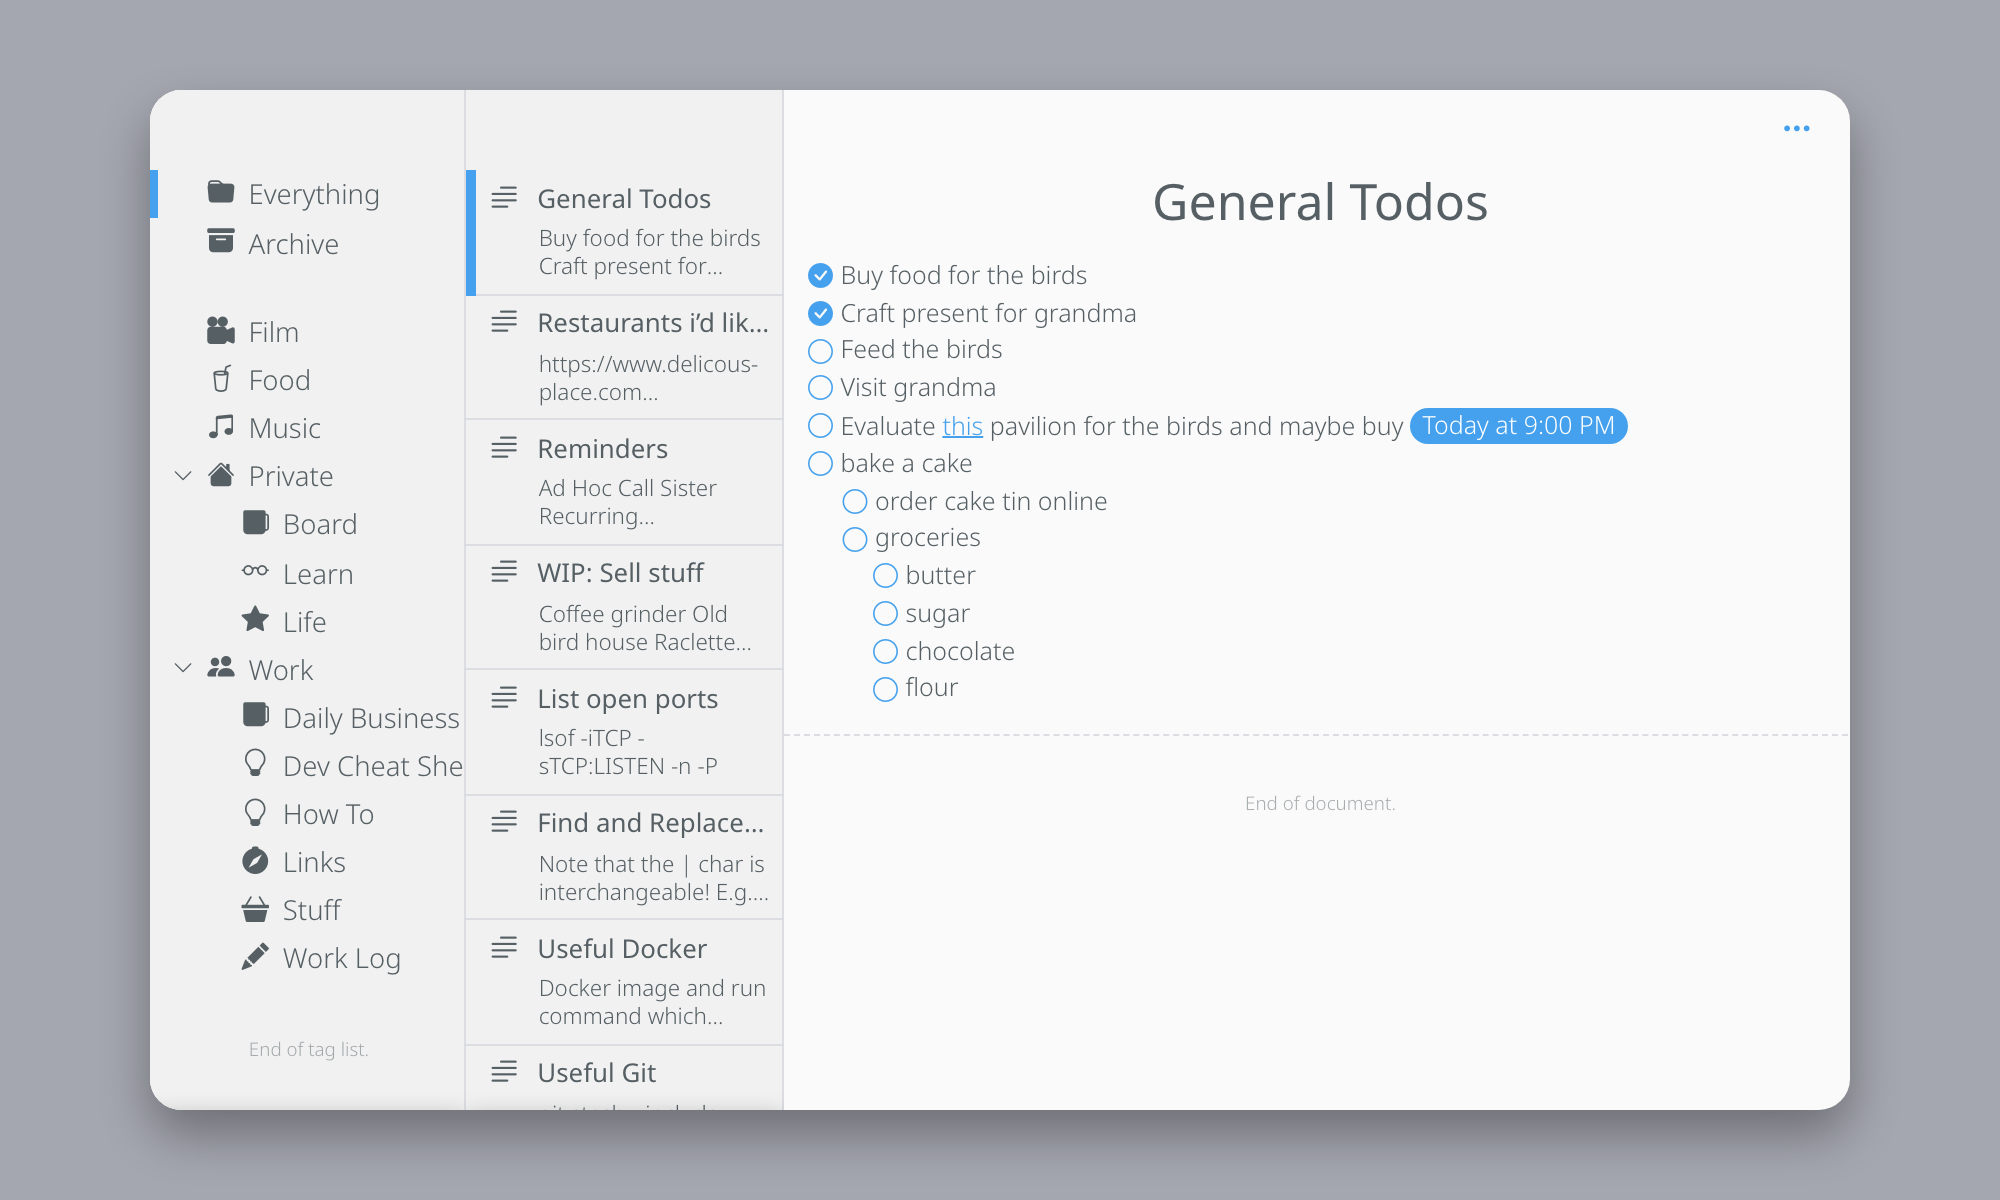 Everything
Archive
Film
Food
Music
Private
Board
Learn
Life
Work
Daily Business
Dev Cheat She
How To
Links
Stuff
Work Log
End of tag list.
General Todos
Buy food for the birds
Craft present for...
Restaurants i'd lik...
https://www.delicous-
place.com...
Reminders
Ad Hoc Call Sister
Recurring...
WIP: Sell stuff
Coffee grinder Old
bird house Raclette...
List open ports
lsof -iTCP -
sTCP:LISTEN -n -P
Find and Replace...
Note that the | char is
interchangeable! E.g....
Useful Docker
Docker image and run
command which...
Useful Git
General Todos
Buy food for the birds
Craft present for grandma
Feed the birds
Visit grandma
Evaluate this pavilion for the birds and maybe buy Today at 9:00 PM
bake a cake
order cake tin online
groceries
butter
sugar
chocolate
flour
End of document.